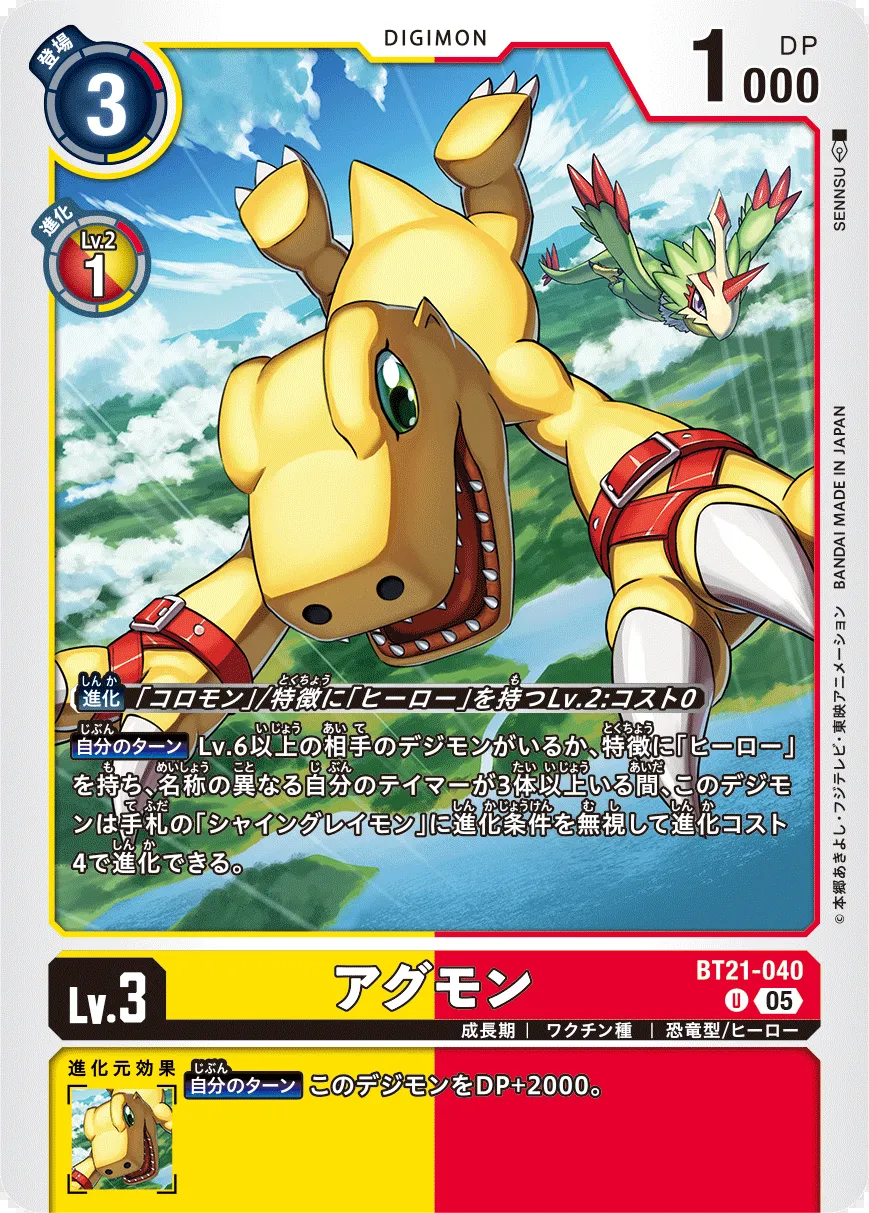 DIGIMON
登場
3
DP
1000
進化
Lv.2
1
SENNSU
BANDAI MADE IN JAPAN
©本郷あきよし・フジテレビ・東映アニメーション
進化 「コロモン」/特徴に「ヒーロー」を持つLv.2:コスト0
自分のターン Lv.6以上の相手のデジモンがいるか、特徴に「ヒーロー」
を持ち、名称の異なる自分のテイマーが3体以上いる間、このデジモ
ンは手札の「シャイングレイモン」に進化条件を無視して進化コスト
4で進化できる。
Lv.3
アグモン
BT21-040
U 05
成長期 | ワクチン種 | 恐竜型/ヒーロー
進化元効果
自分のターン このデジモンをDP+2000。